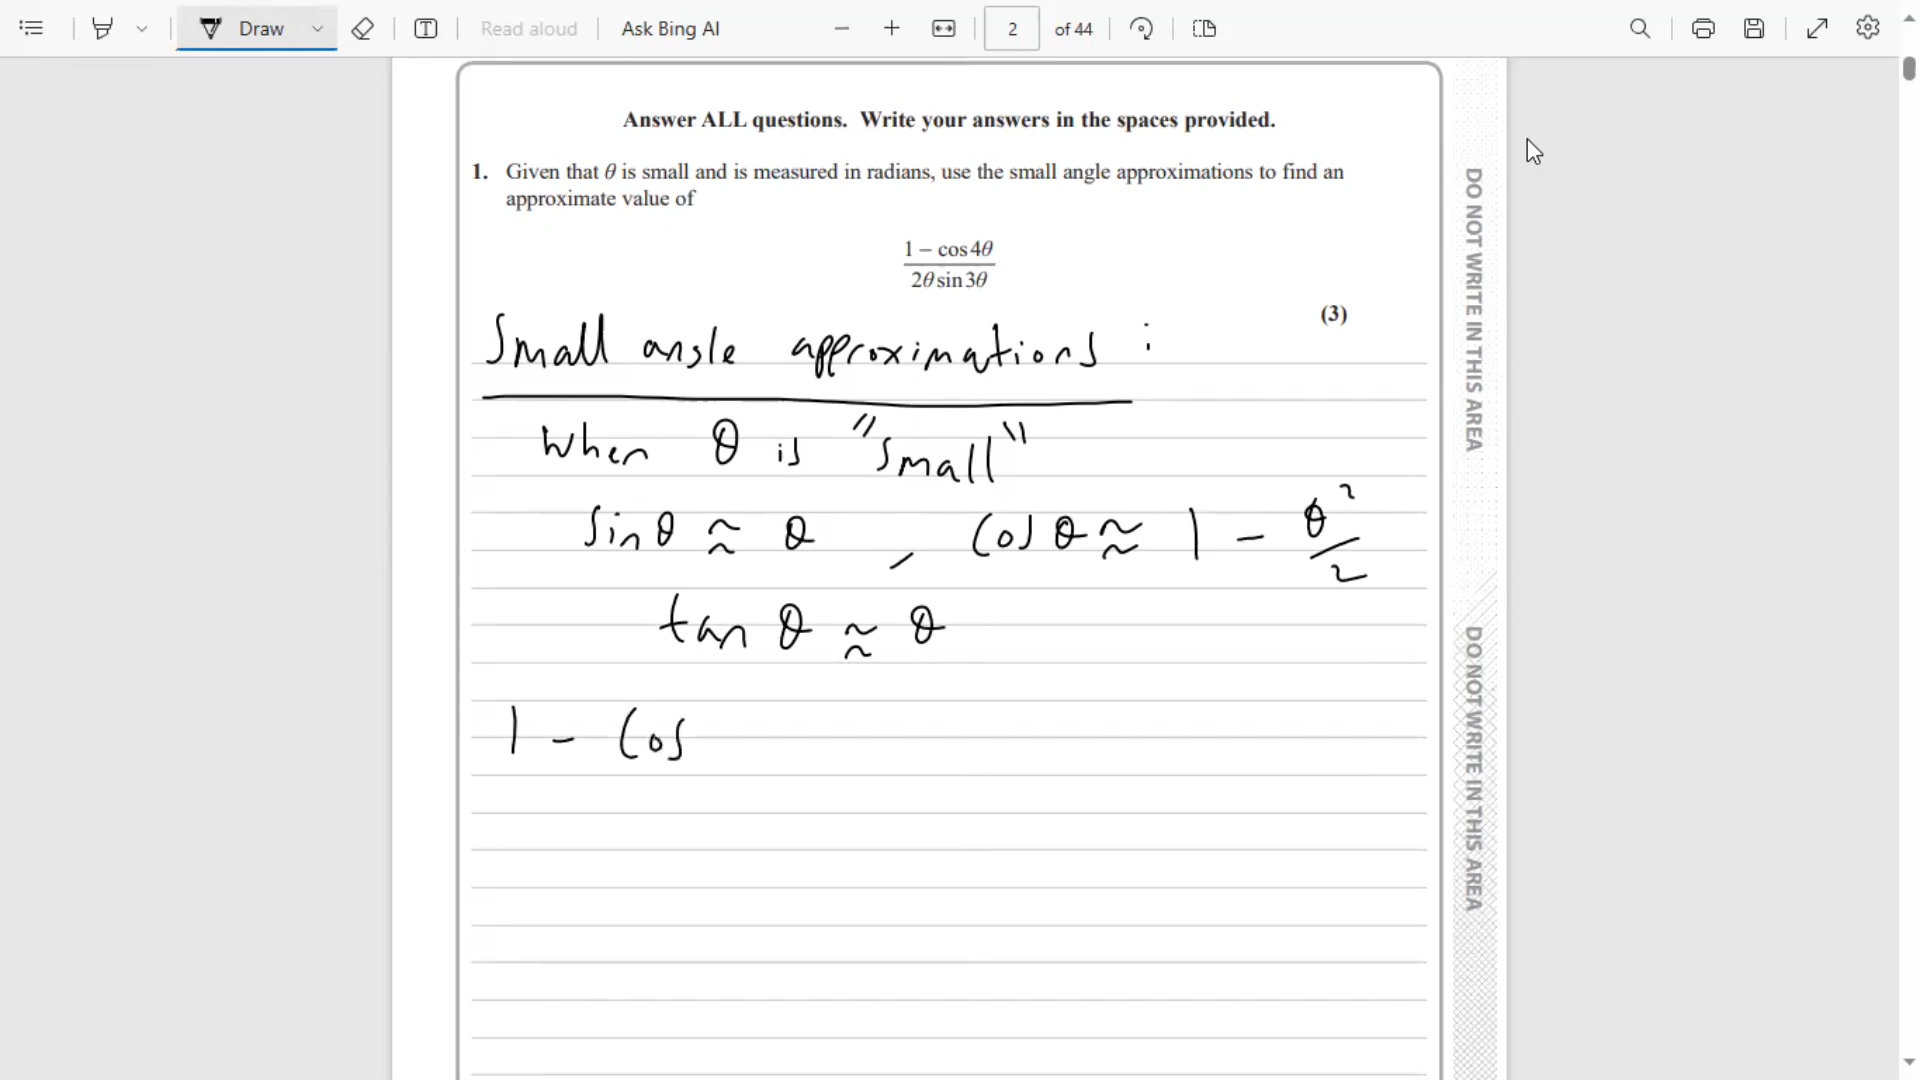 Draw
Read aloud
Ask Bing AI
2
of 44
Answer ALL questions. Write your answers in the spaces provided.
1. Given that θ is small and is measured in radians, use the small angle approximations to find an
approximate value of
1 − cos 4θ
2θ sin 3θ
(3)
Small angle approximations :
When θ is "small"
sin θ ≈ θ , cos θ ≈ 1 - θ²/2
tan θ ≈ θ
1 - cos
DO NOT WRITE IN THIS AREA
DO NOT WRITE IN THIS AREA